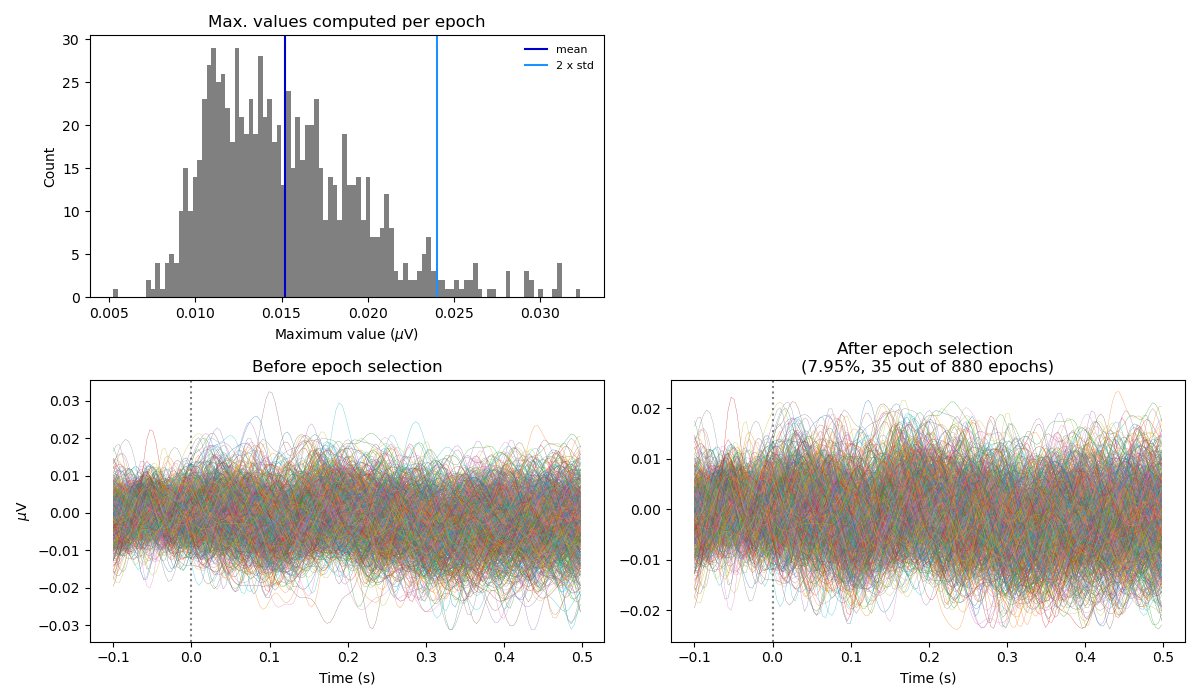 Max. values computed per epoch
30
25
20
15
10
5
0
Count
mean
2 x std
0.005 0.010 0.015 0.020 0.025 0.030
Maximum value (μV)
Before epoch selection
0.03
0.02
0.01
0.00
−0.01
−0.02
−0.03
μV
−0.1 0.0 0.1 0.2 0.3 0.4 0.5
Time (s)
After epoch selection
(7.95%, 35 out of 880 epochs)
0.02
0.01
0.00
−0.01
−0.02
−0.1 0.0 0.1 0.2 0.3 0.4 0.5
Time (s)